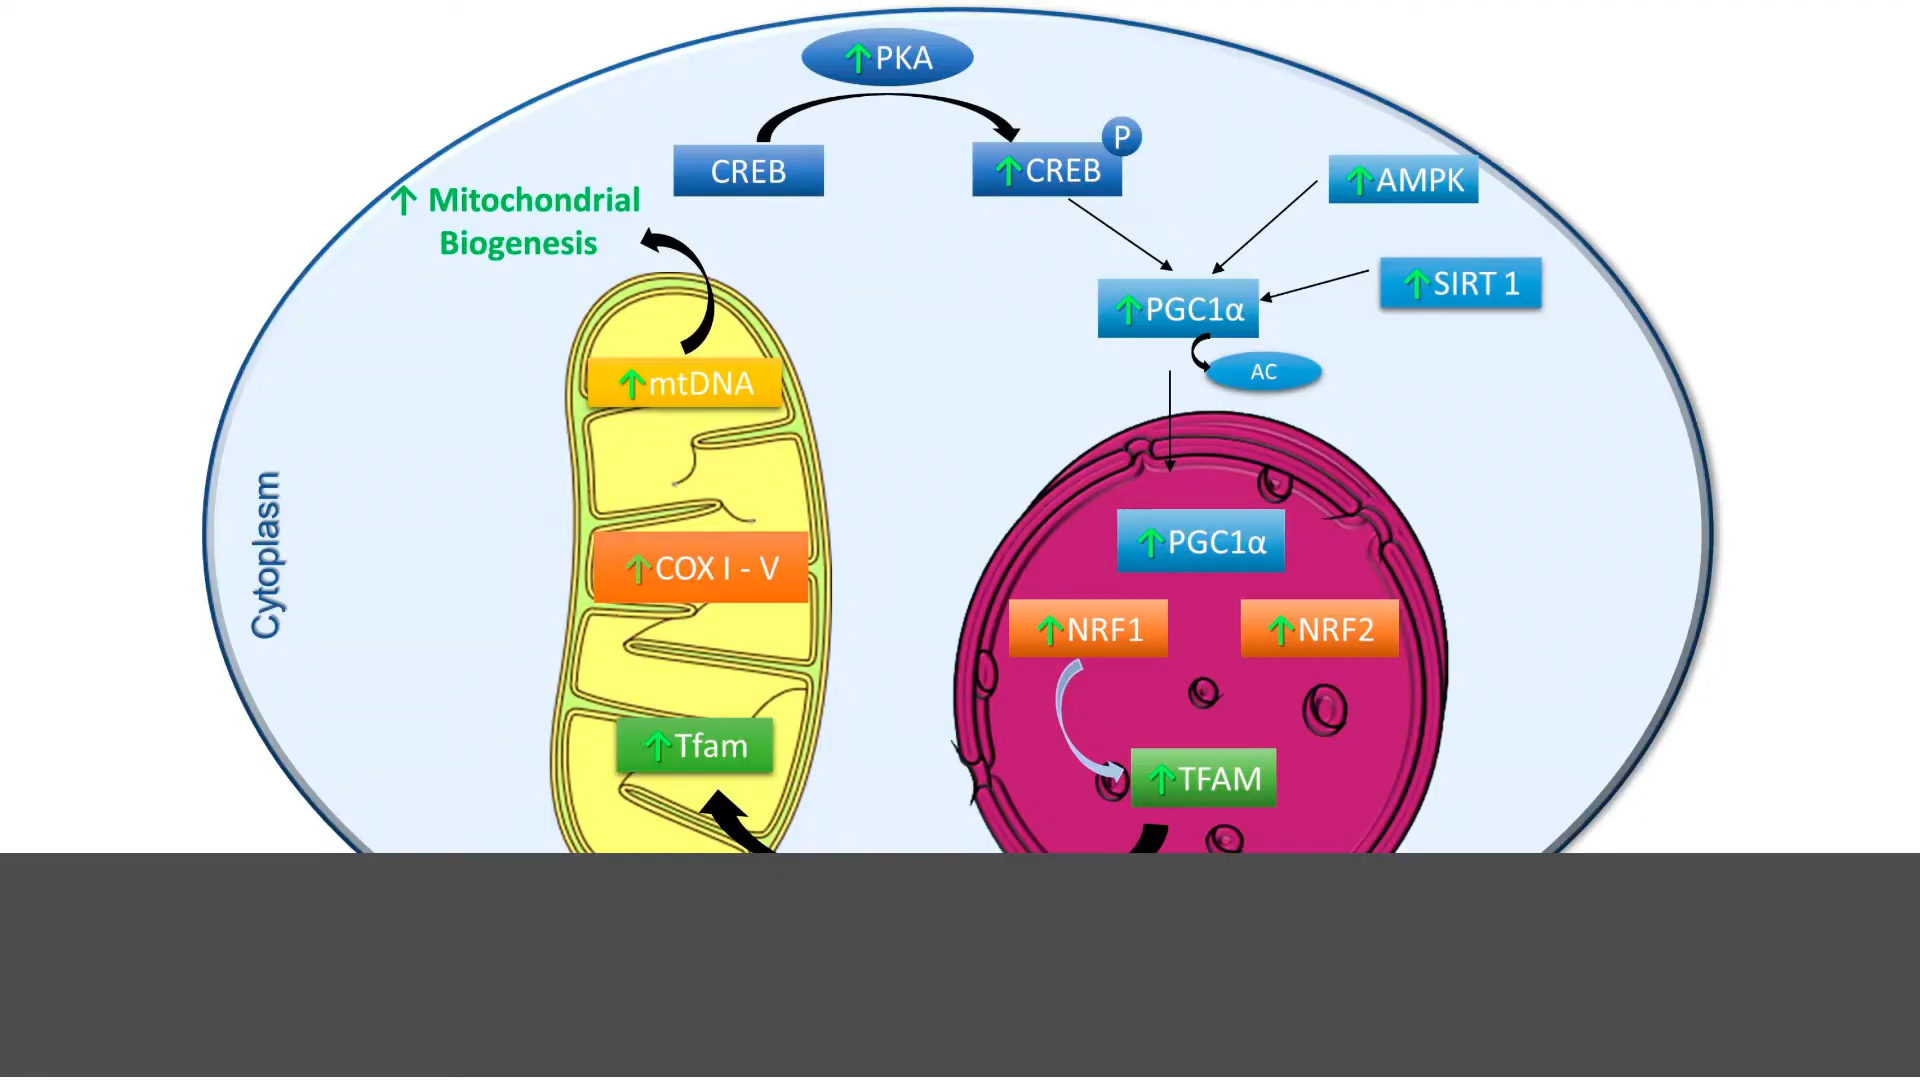 ↑PKA
CREB
↑CREB
P
↑AMPK
↑ Mitochondrial
Biogenesis
↑SIRT 1
↑PGC1α
AC
↑mtDNA
Cytoplasm
↑COX I - V
↑PGC1α
↑NRF1
↑NRF2
↑Tfam
↑TFAM